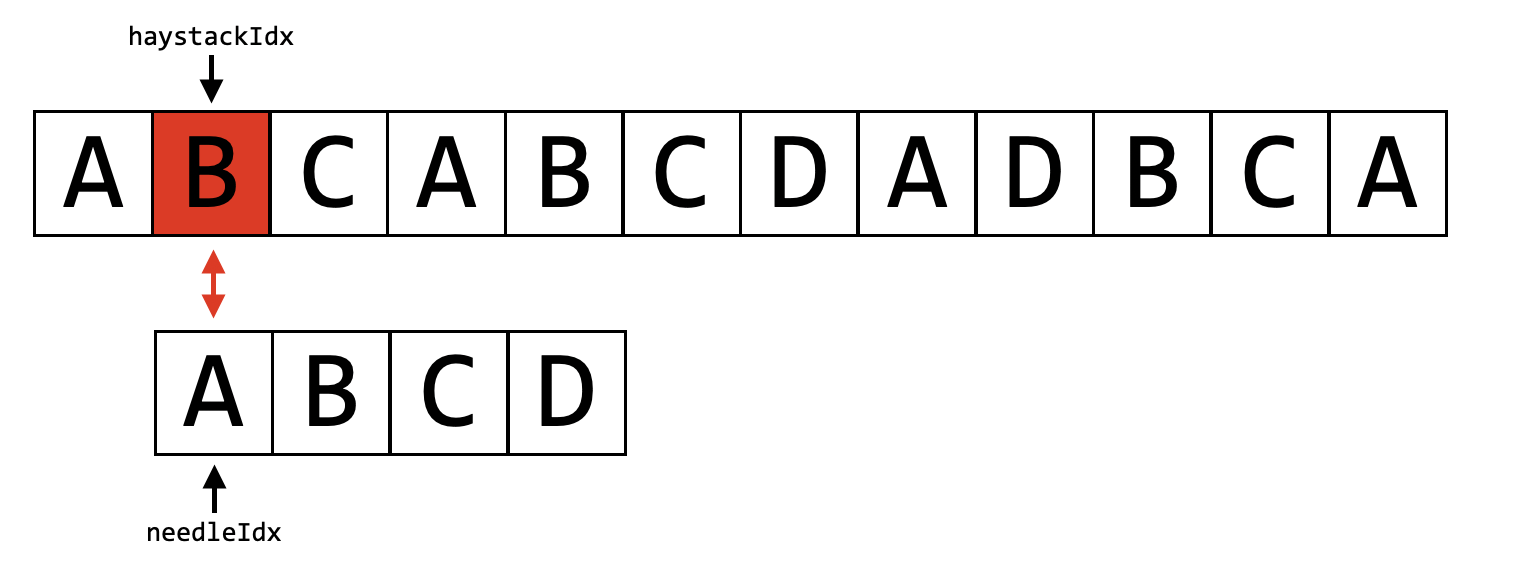 haystackIdx
A B C A B C D A D B C A
A B C D
needleIdx